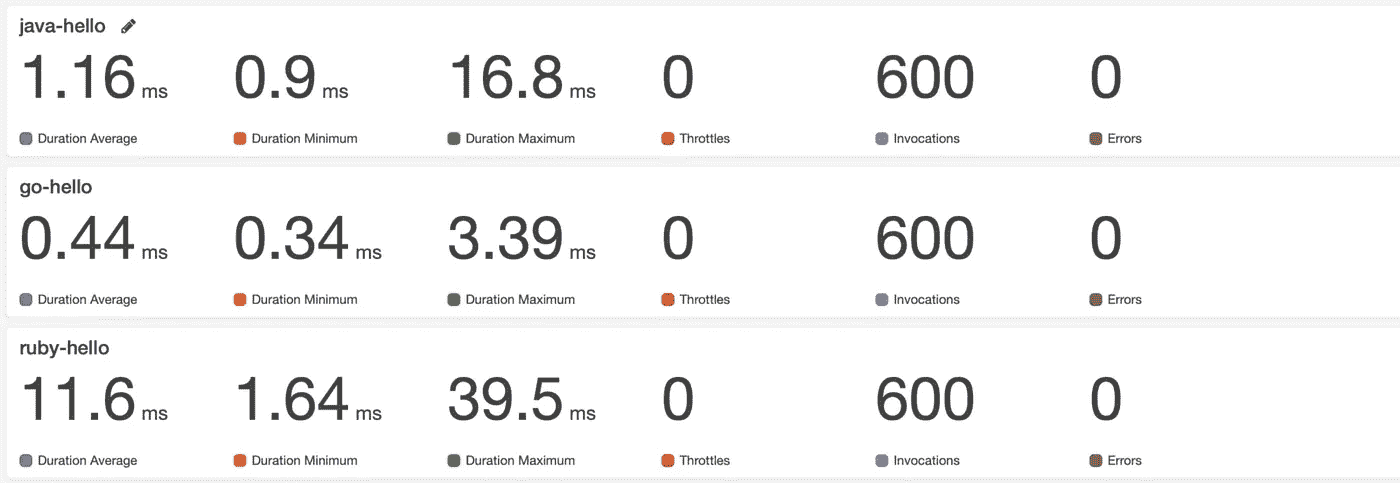 java-hello
1.16 ms 0.9 ms 16.8 ms 0 600 0
Duration Average Duration Minimum Duration Maximum Throttles Invocations Errors
go-hello
0.44 ms 0.34 ms 3.39 ms 0 600 0
Duration Average Duration Minimum Duration Maximum Throttles Invocations Errors
ruby-hello
11.6 ms 1.64 ms 39.5 ms 0 600 0
Duration Average Duration Minimum Duration Maximum Throttles Invocations Errors